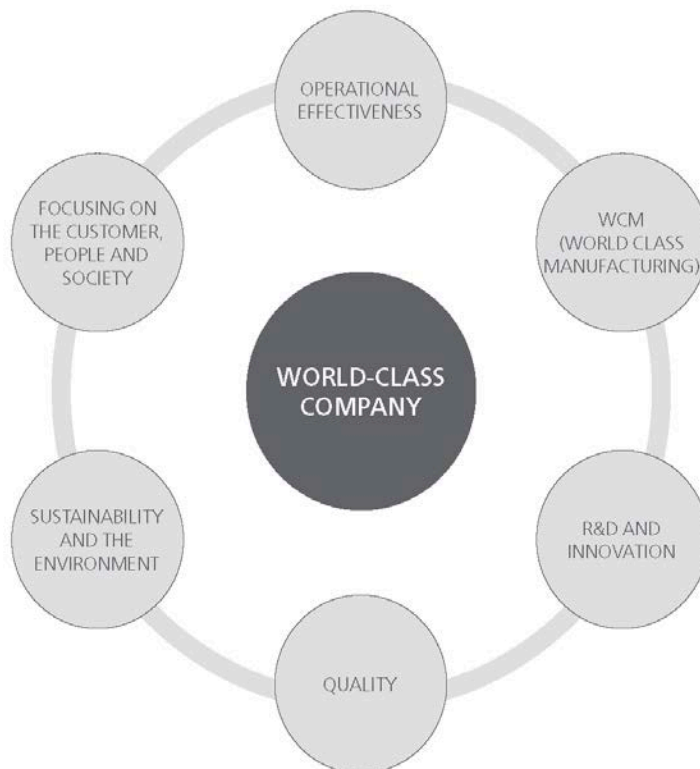 OPERATIONAL
EFFECTIVENESS
WCM
(WORLD CLASS
MANUFACTURING)
R&D AND
INNOVATION
QUALITY
SUSTAINABILITY
AND THE
ENVIRONMENT
FOCUSING ON
THE CUSTOMER,
PEOPLE AND
SOCIETY
WORLD-CLASS
COMPANY